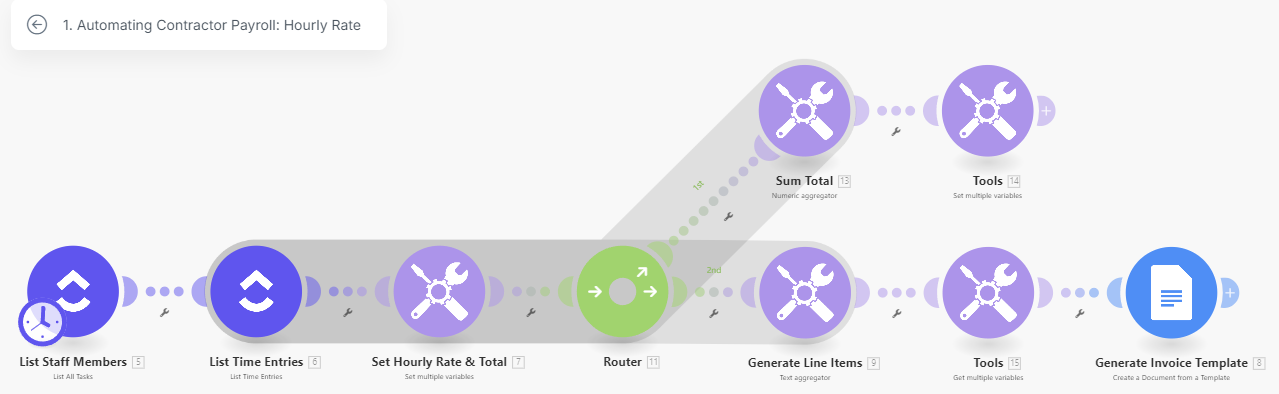 1. Automating Contractor Payroll: Hourly Rate
1st
Sum Total 13
Numeric aggregator
Tools 14
Set multiple variables
2nd
List Staff Members 5
List All Tasks
List Time Entries 6
List Time Entries
Set Hourly Rate & Total 7
Set multiple variables
Router 11
Generate Line Items 9
Text aggregator
Tools 15
Get multiple variables
Generate Invoice Template 8
Create a Document from a Template